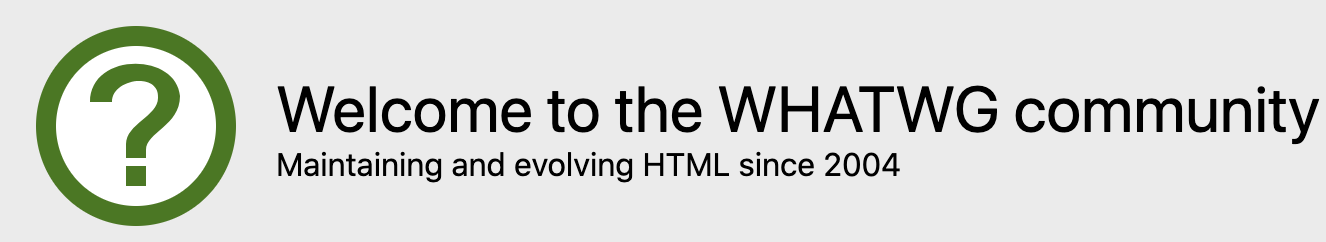 ?
Welcome to the WHATWG community
Maintaining and evolving HTML since 2004